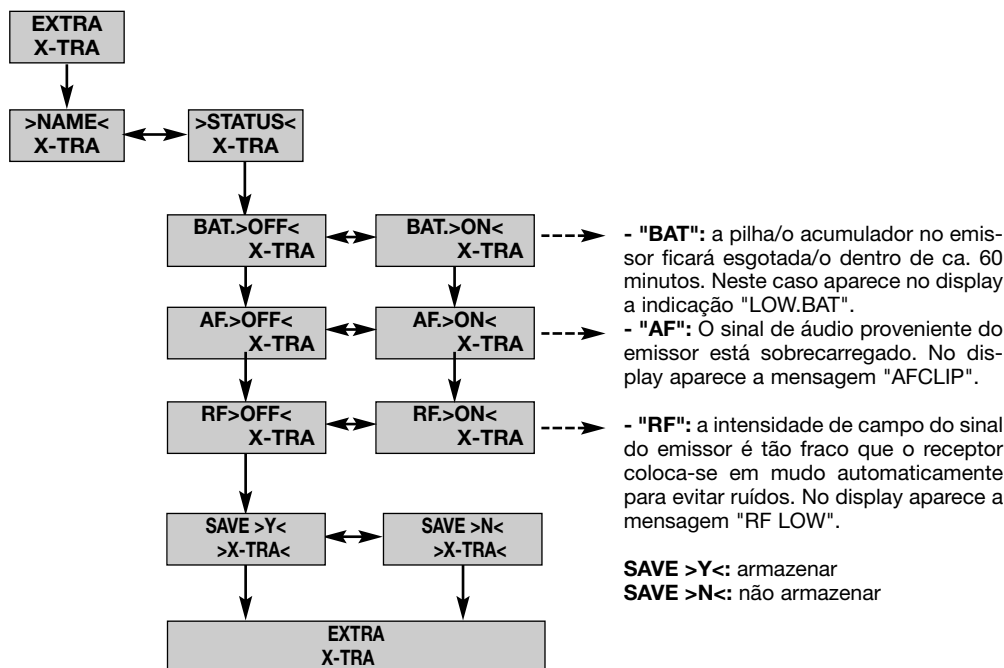 EXTRA
X-TRA
>NAME<
X-TRA
>STATUS<
X-TRA
BAT.>OFF<
X-TRA
BAT.>ON<
X-TRA
- "BAT": a pilha/o acumulador no emis-
sor ficará esgotada/o dentro de ca. 60
minutos. Neste caso aparece no display
a indicação "LOW.BAT".
AF.>OFF<
X-TRA
AF.>ON<
X-TRA
- "AF": O sinal de áudio proveniente do
emissor está sobrecarregado. No dis-
play aparece a mensagem "AFCLIP".
RF>OFF<
X-TRA
RF.>ON<
X-TRA
- "RF": a intensidade de campo do sinal
do emissor é tão fraco que o receptor
coloca-se em mudo automaticamente
para evitar ruídos. No display aparece a
mensagem "RF LOW".
SAVE >Y<
>X-TRA<
SAVE >N<
>X-TRA<
SAVE >Y<: armazenar
SAVE >N<: não armazenar
EXTRA
X-TRA